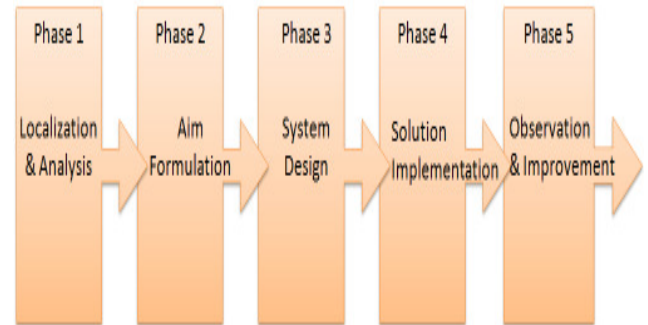 Phase 1
Localization
& Analysis
Phase 2
Aim
Formulation
Phase 3
System
Design
Phase 4
Solution
Implementation
Phase 5
Observation
& Improvement